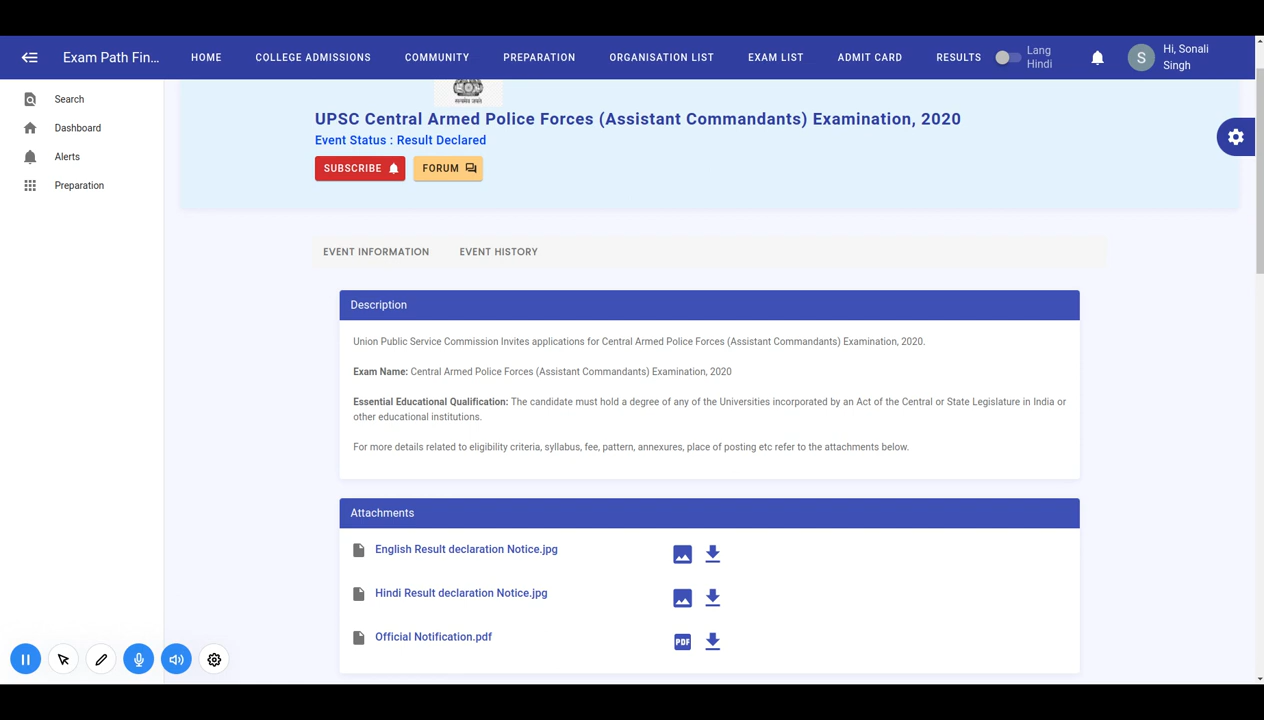 Exam Path Fin...
HOME
COLLEGE ADMISSIONS
COMMUNITY
PREPARATION
ORGANISATION LIST
EXAM LIST
ADMIT CARD
RESULTS
Lang
Hindi
S
Hi, Sonali
Singh
Search
Dashboard
Alerts
Preparation
सत्यमेव जयते
UPSC Central Armed Police Forces (Assistant Commandants) Examination, 2020
Event Status : Result Declared
SUBSCRIBE
FORUM
EVENT INFORMATION
EVENT HISTORY
Description
Union Public Service Commission Invites applications for Central Armed Police Forces (Assistant Commandants) Examination, 2020.
Exam Name: Central Armed Police Forces (Assistant Commandants) Examination, 2020
Essential Educational Qualification: The candidate must hold a degree of any of the Universities incorporated by an Act of the Central or State Legislature in India or
other educational institutions.
For more details related to eligibility criteria, syllabus, fee, pattern, annexures, place of posting etc refer to the attachments below.
Attachments
English Result declaration Notice.jpg
Hindi Result declaration Notice.jpg
Official Notification.pdf
PDF